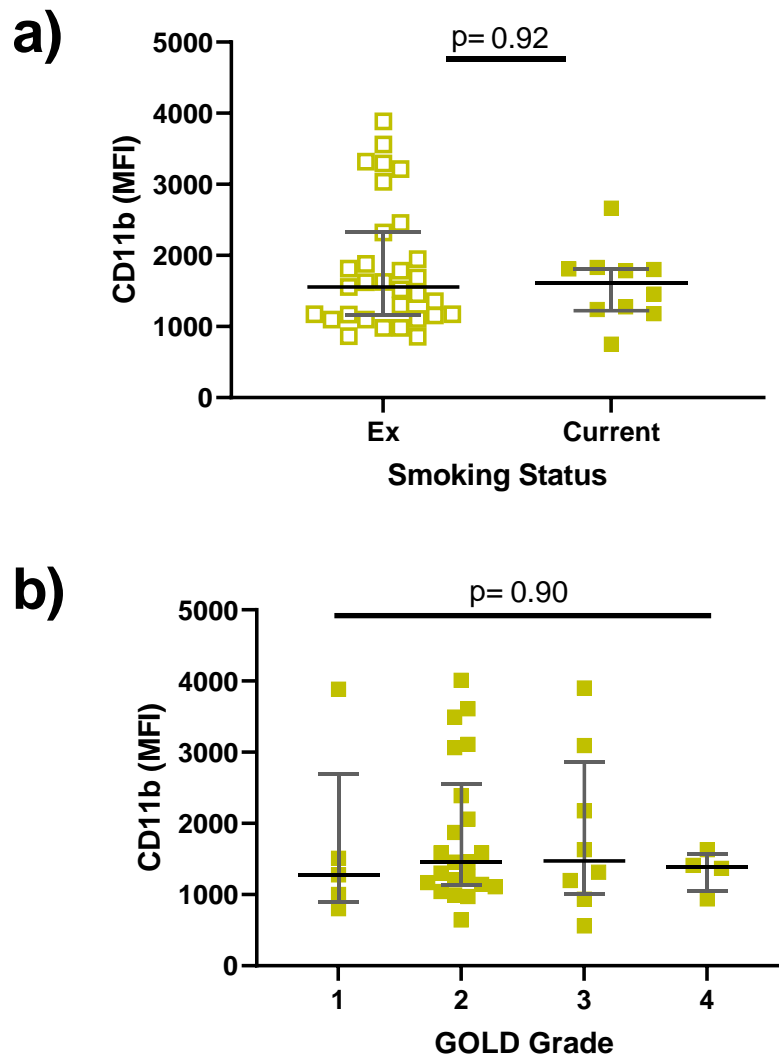 a)
p= 0.92
5000
4000
3000
2000
1000
0
CD11b (MFI)
Ex Current
Smoking Status
b)
p= 0.90
5000
4000
3000
2000
1000
0
CD11b (MFI)
1 2 3 4
GOLD Grade